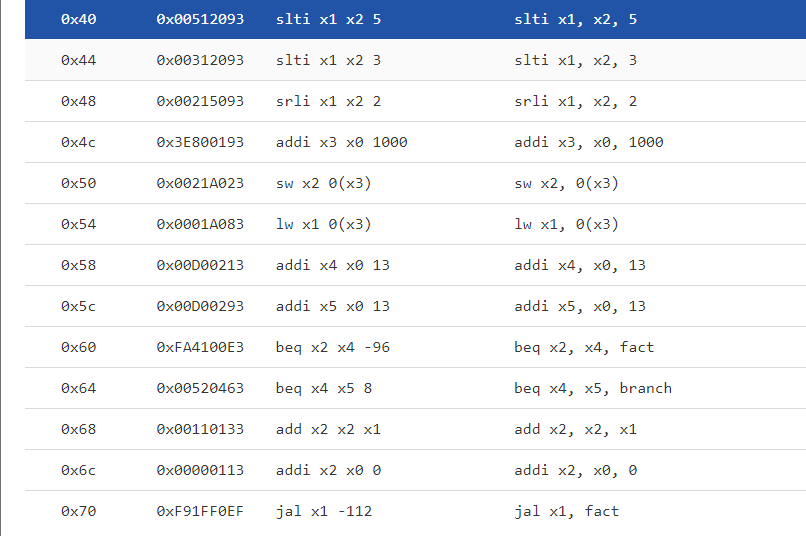 0x40 0x00512093 slti x1 x2 5 slti x1, x2, 5
0x44 0x00312093 slti x1 x2 3 slti x1, x2, 3
0x48 0x00215093 srli x1 x2 2 srli x1, x2, 2
0x4c 0x3E800193 addi x3 x0 1000 addi x3, x0, 1000
0x50 0x0021A023 sw x2 0(x3) sw x2, 0(x3)
0x54 0x0001A083 lw x1 0(x3) lw x1, 0(x3)
0x58 0x00D00213 addi x4 x0 13 addi x4, x0, 13
0x5c 0x00D00293 addi x5 x0 13 addi x5, x0, 13
0x60 0xFA4100E3 beq x2 x4 -96 beq x2, x4, fact
0x64 0x00520463 beq x4 x5 8 beq x4, x5, branch
0x68 0x00110133 add x2 x2 x1 add x2, x2, x1
0x6c 0x00000113 addi x2 x0 0 addi x2, x0, 0
0x70 0xF91FF0EF jal x1 -112 jal x1, fact